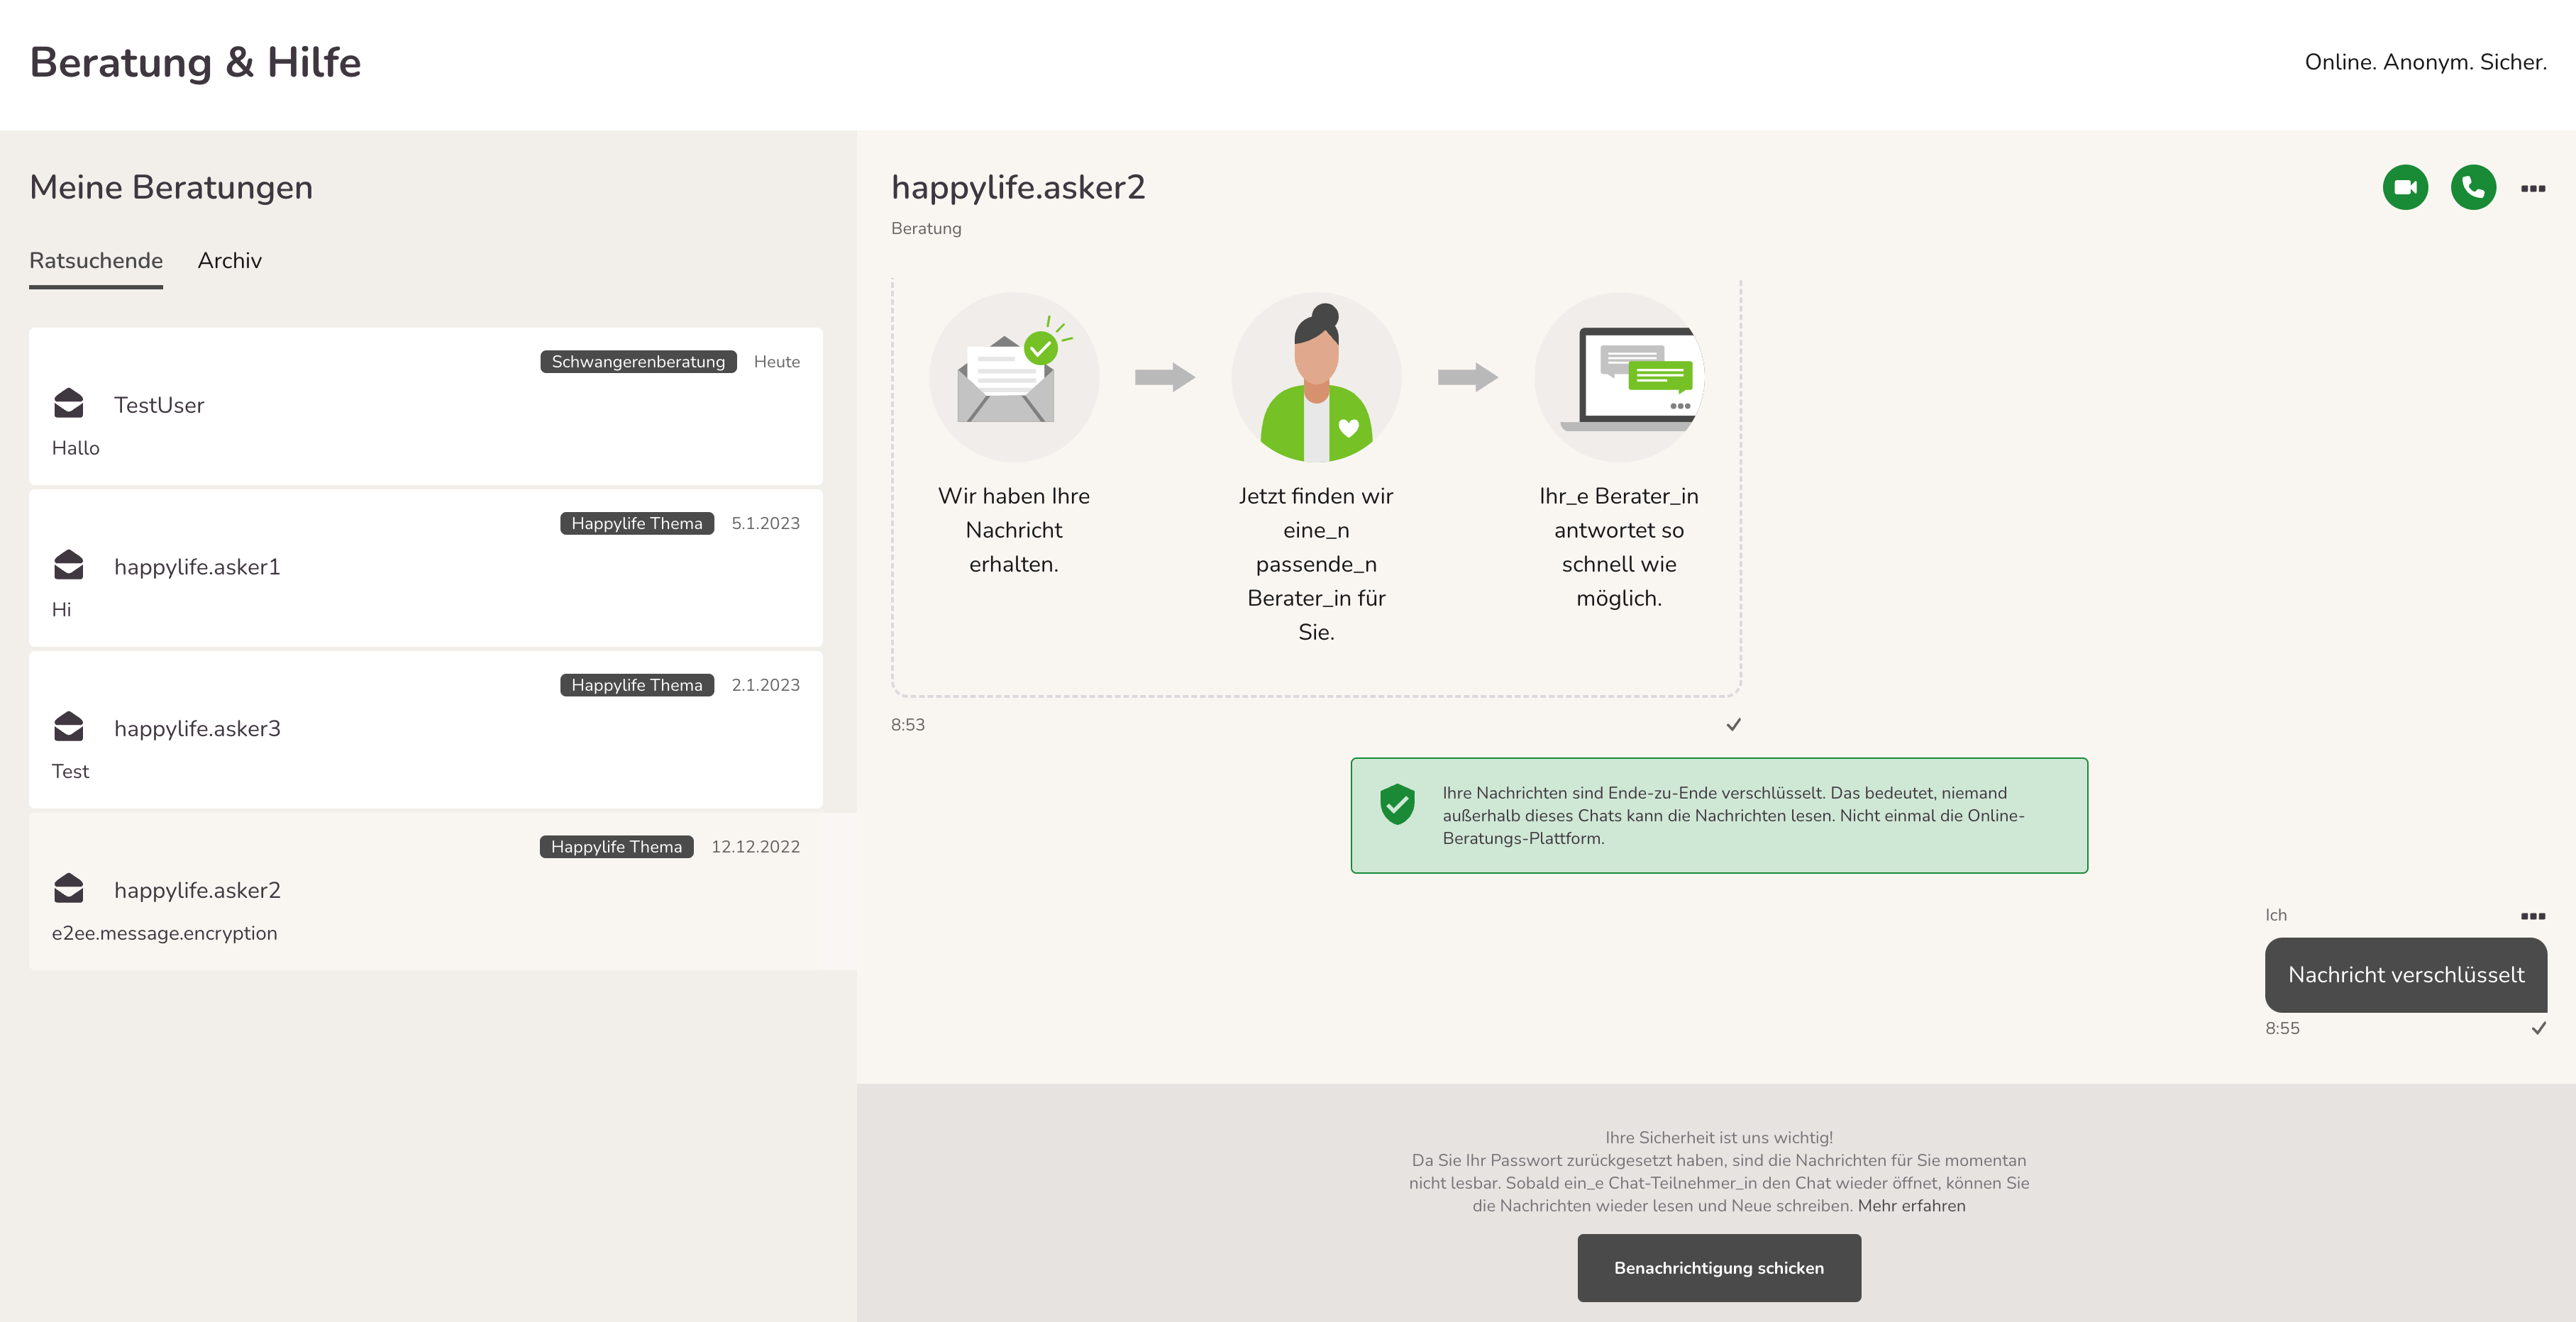 Beratung & Hilfe
Online. Anonym. Sicher.
Meine Beratungen
Ratsuchende
Archiv
Schwangerenberatung
Heute
TestUser
Hallo
Happylife Thema
5.1.2023
happylife.asker1
Hi
Happylife Thema
2.1.2023
happylife.asker3
Test
Happylife Thema
12.12.2022
happylife.asker2
e2ee.message.encryption
happylife.asker2
Beratung
Wir haben Ihre
Nachricht
erhalten.
Jetzt finden wir
eine_n
passende_n
Berater_in für
Sie.
Ihr_e Berater_in
antwortet so
schnell wie
möglich.
8:53
Ihre Nachrichten sind Ende-zu-Ende verschlüsselt. Das bedeutet, niemand
außerhalb dieses Chats kann die Nachrichten lesen. Nicht einmal die Online-
Beratungs-Plattform.
Ich
Nachricht verschlüsselt
8:55
Ihre Sicherheit ist uns wichtig!
Da Sie Ihr Passwort zurückgesetzt haben, sind die Nachrichten für Sie momentan
nicht lesbar. Sobald ein_e Chat-Teilnehmer_in den Chat wieder öffnet, können Sie
die Nachrichten wieder lesen und Neue schreiben. Mehr erfahren
Benachrichtigung schicken